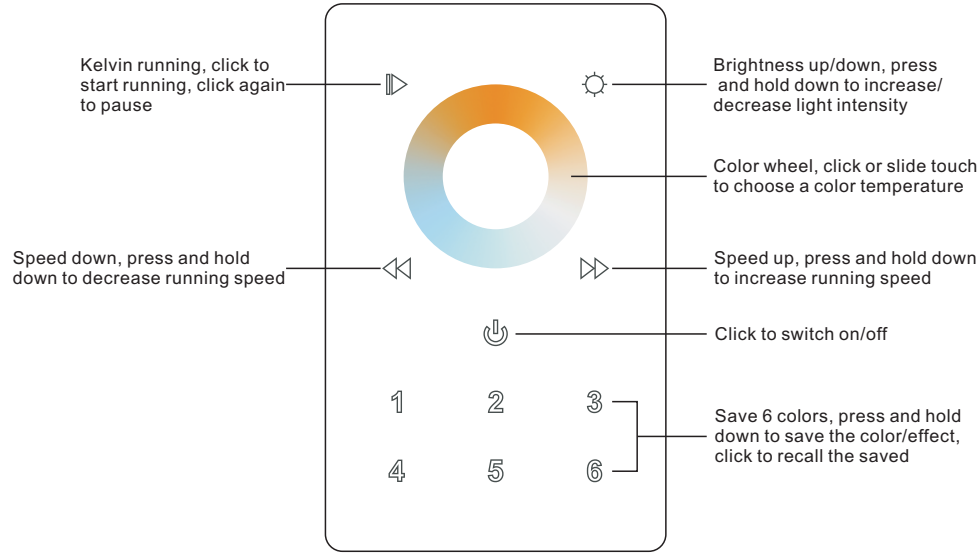 Kelvin running, click to
start running, click again
to pause
Brightness up/down, press
and hold down to increase/
decrease light intensity
Color wheel, click or slide touch
to choose a color temperature
Speed down, press and hold
down to decrease running speed
Speed up, press and hold down
to increase running speed
Click to switch on/off
1 2 3
Save 6 colors, press and hold
down to save the color/effect,
click to recall the saved
4 5 6